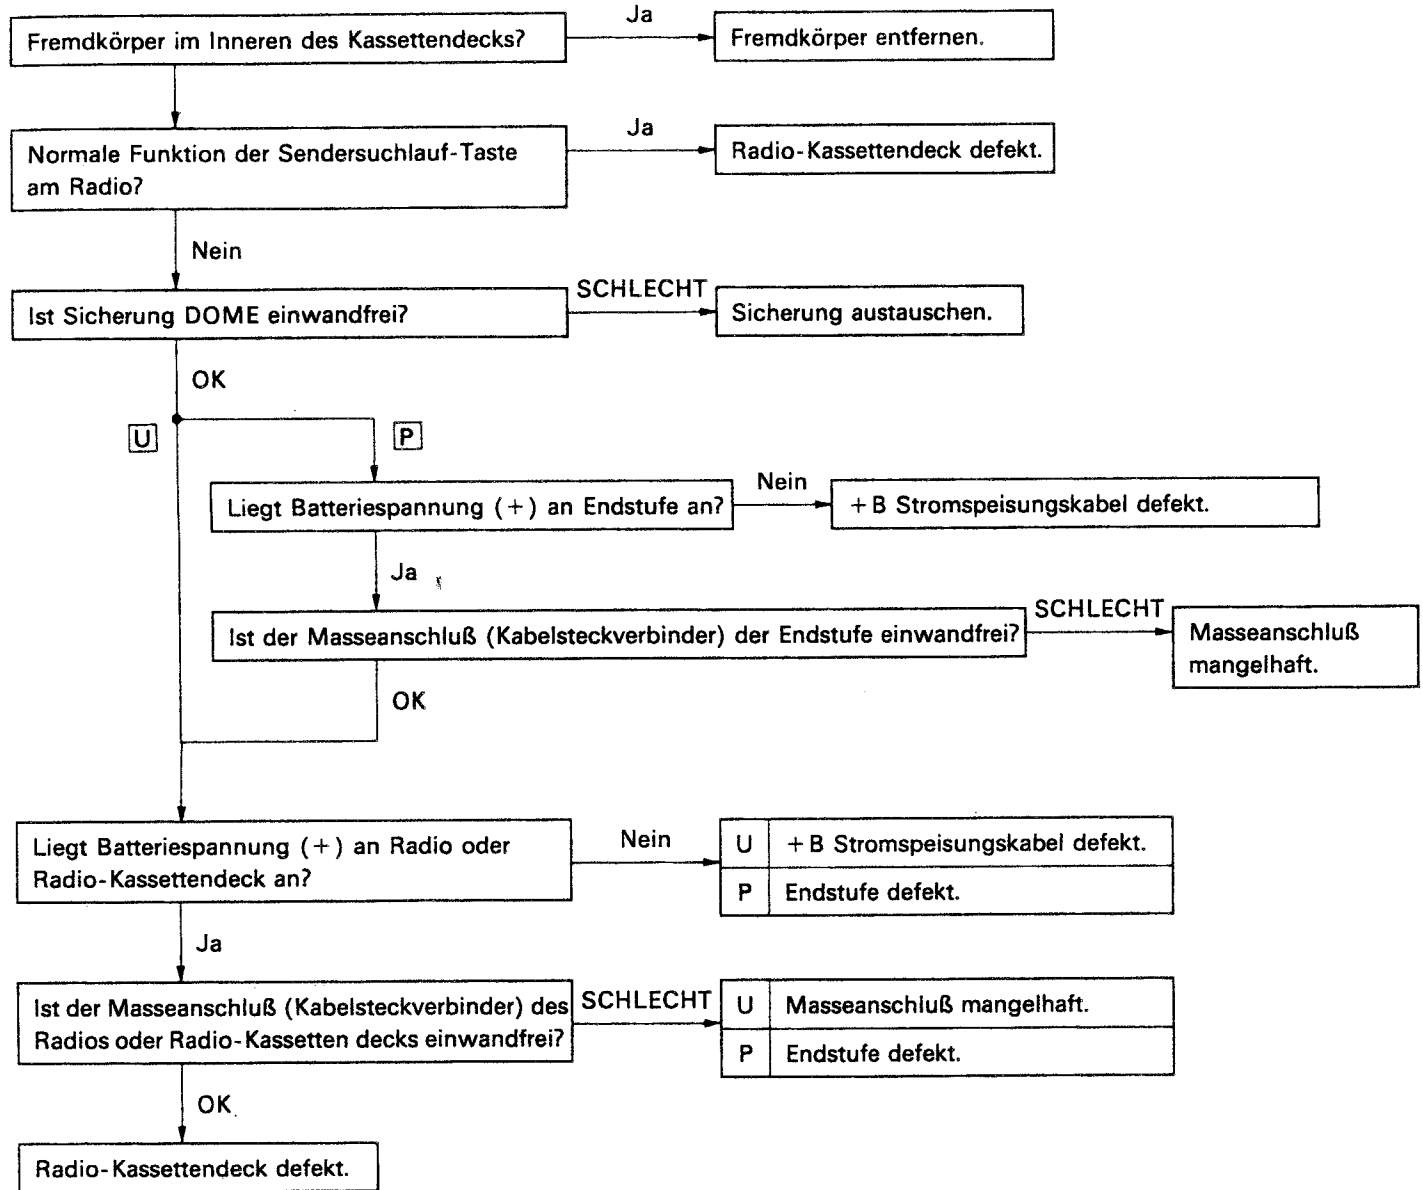 Ja
Fremdkörper im Inneren des Kassettendecks?
Fremdkörper entfernen.
Ja
Normale Funktion der Sendersuchlauf-Taste
am Radio?
Radio-Kassettendeck defekt.
Nein
SCHLECHT
Ist Sicherung DOME einwandfrei?
Sicherung austauschen.
OK
U
P
Nein
Liegt Batteriespannung (+) an Endstufe an?
+B Stromspeisungskabel defekt.
Ja
SCHLECHT
Ist der Masseanschluß (Kabelsteckverbinder) der Endstufe einwandfrei?
Masseanschluß
mangelhaft.
OK
Liegt Batteriespannung (+) an Radio oder
Radio-Kassettendeck an?
Nein
U +B Stromspeisungskabel defekt.
P Endstufe defekt.
Ja
Ist der Masseanschluß (Kabelsteckverbinder) des
Radios oder Radio-Kassetten decks einwandfrei?
SCHLECHT
U Masseanschluß mangelhaft.
P Endstufe defekt.
OK
Radio-Kassettendeck defekt.